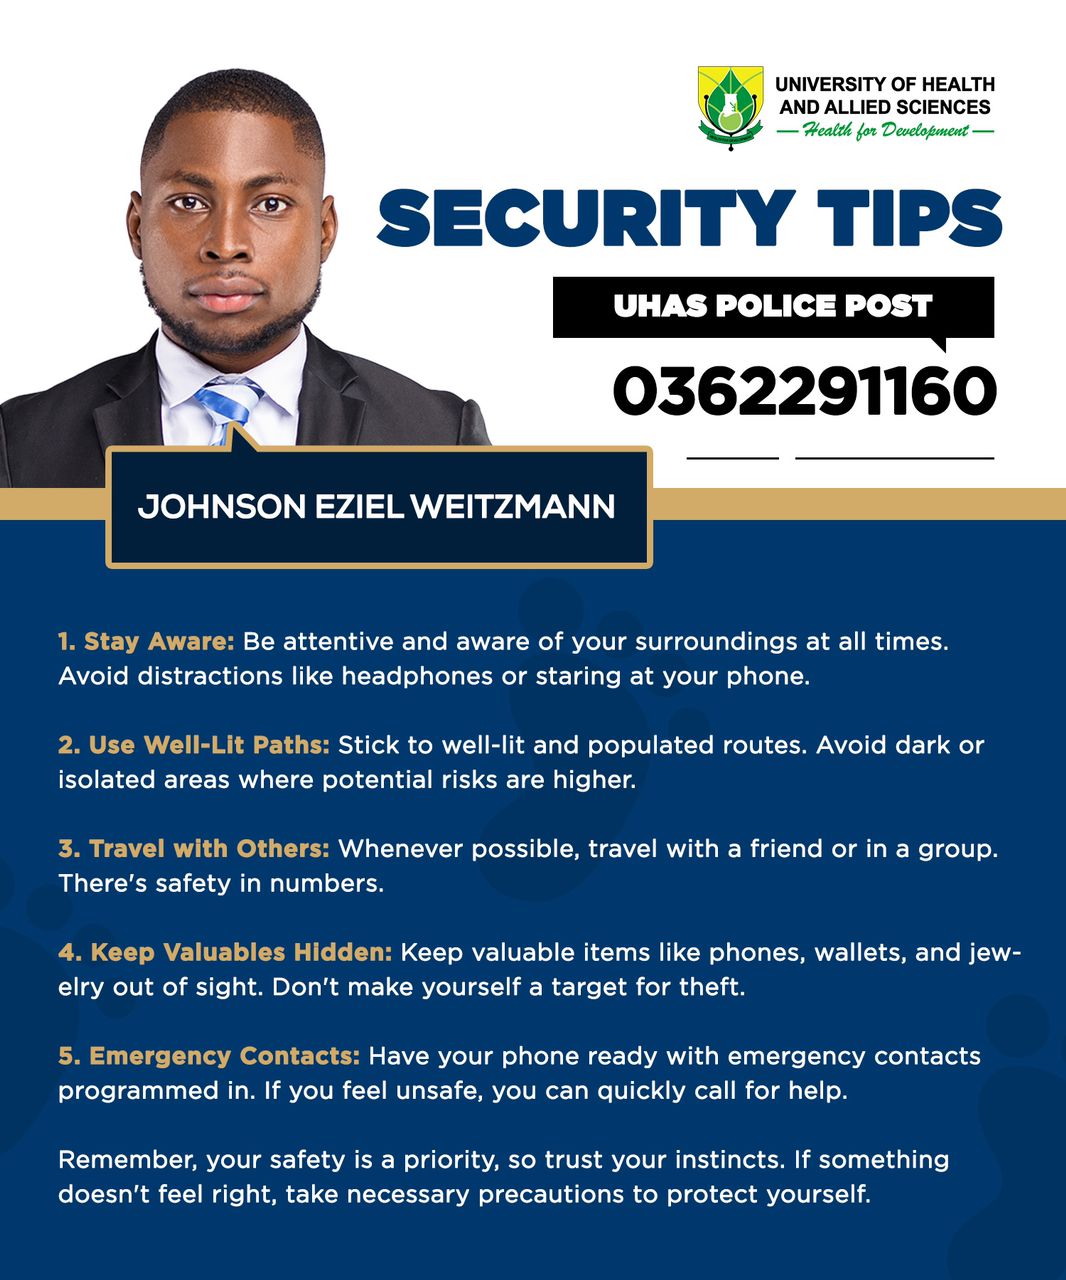 UNIVERSITY OF HEALTH
AND ALLIED SCIENCES
Health for Development
SECURITY TIPS
UHAS POLICE POST
0362291160
JOHNSON EZIEL WEITZMANN
1. Stay Aware: Be attentive and aware of your surroundings at all times.
Avoid distractions like headphones or staring at your phone.
2. Use Well-Lit Paths: Stick to well-lit and populated routes. Avoid dark or
isolated areas where potential risks are higher.
3. Travel with Others: Whenever possible, travel with a friend or in a group.
There's safety in numbers.
4. Keep Valuables Hidden: Keep valuable items like phones, wallets, and jew-
elry out of sight. Don't make yourself a target for theft.
5. Emergency Contacts: Have your phone ready with emergency contacts
programmed in. If you feel unsafe, you can quickly call for help.
Remember, your safety is a priority, so trust your instincts. If something
doesn't feel right, take necessary precautions to protect yourself.